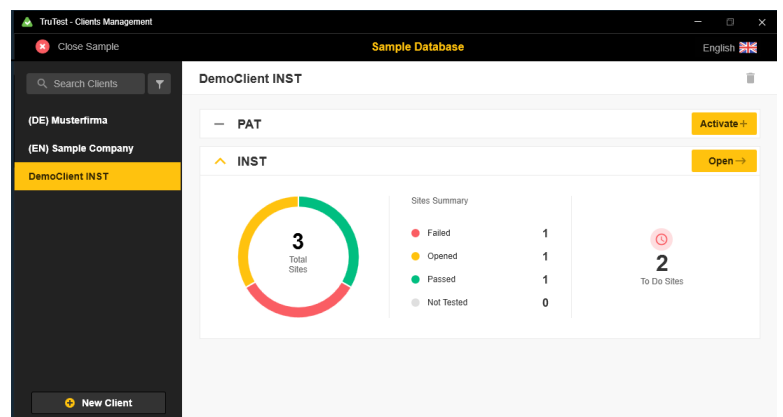 TruTest - Clients Management
Close Sample
Sample Database
English
Search Clients
DemoClient INST
(DE) Musterfirma
(EN) Sample Company
DemoClient INST
PAT
Activate
INST
Open
3
Total
Sites
Sites Summary
Failed 1
Opened 1
Passed 1
Not Tested 0
2
To Do Sites
New Client